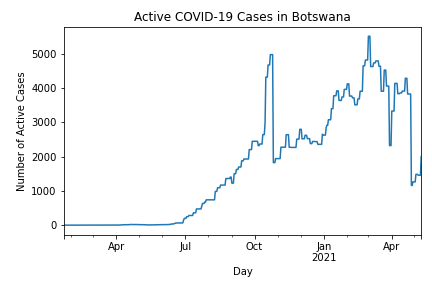 Active COVID-19 Cases in Botswana
Number of Active Cases
5000
4000
3000
2000
1000
0
Apr
Jul
Oct
Jan
2021
Apr
Day